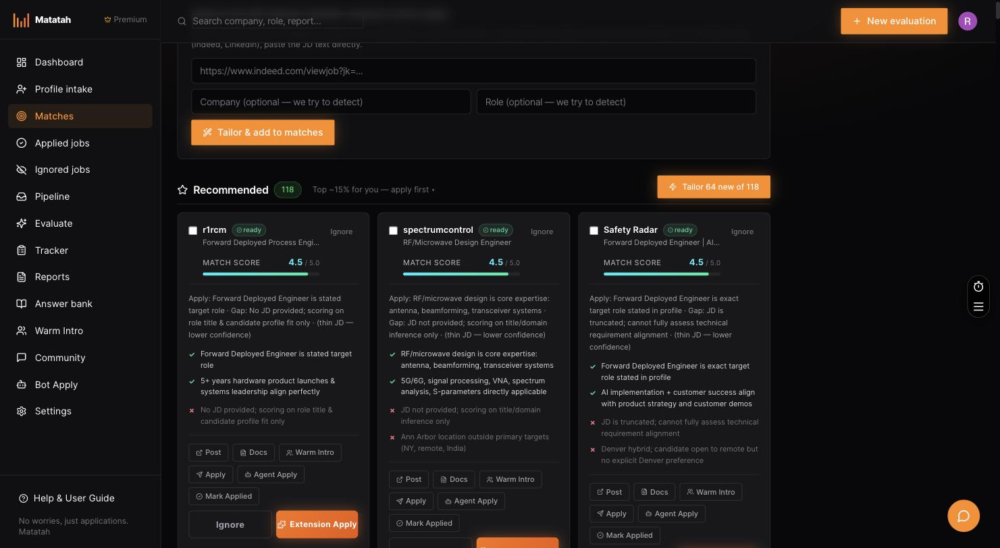 Matatah
Premium
Search company, role, report...
New evaluation
R
Dashboard
Profile intake
Matches
Applied jobs
Ignored jobs
Pipeline
Evaluate
Tracker
Reports
Answer bank
Warm Intro
Community
Bot Apply
Settings
Help & User Guide
No worries, just applications.
Matatah
(Indeed, LinkedIn), paste the JD text directly.
https://www.indeed.com/viewjob?jk=...
Company (optional — we try to detect)
Role (optional — we try to detect)
Tailor & add to matches
Recommended 118 Top ~15% for you — apply first
Tailor 64 new of 118
r1rcm ready Ignore
Forward Deployed Process Engi...
MATCH SCORE 4.5 / 5.0
Apply: Forward Deployed Engineer is stated
target role · Gap: No JD provided; scoring on
role title & candidate profile fit only · (thin JD —
lower confidence)
Forward Deployed Engineer is stated target
role
5+ years hardware product launches &
systems leadership align perfectly
No JD provided; scoring on role title &
candidate profile fit only
Post Docs Warm Intro
Apply Agent Apply
Mark Applied
Ignore Extension Apply
spectrumcontrol ready Ignore
RF/Microwave Design Engineer
MATCH SCORE 4.5 / 5.0
Apply: RF/microwave design is core expertise:
antenna, beamforming, transceiver systems ·
Gap: JD not provided; scoring on title/domain
inference only · (thin JD — lower confidence)
RF/microwave design is core expertise:
antenna, beamforming, transceiver systems
5G/6G, signal processing, VNA, spectrum
analysis, S-parameters directly applicable
JD not provided; scoring on title/domain
inference only
Ann Arbor location outside primary targets
(NY, remote, India)
Post Docs Warm Intro
Apply Agent Apply
Mark Applied
Safety Radar ready Ignore
Forward Deployed Engineer | AI...
MATCH SCORE 4.5 / 5.0
Apply: Forward Deployed Engineer is exact
target role stated in profile · Gap: JD is
truncated; cannot fully assess technical
requirement alignment · (thin JD — lower
confidence)
Forward Deployed Engineer is exact target
role stated in profile
AI implementation + customer success align
with product strategy and customer demos
JD is truncated; cannot fully assess technical
requirement alignment
Denver hybrid; candidate open to remote but
no explicit Denver preference
Post Docs Warm Intro
Apply Agent Apply
Mark Applied